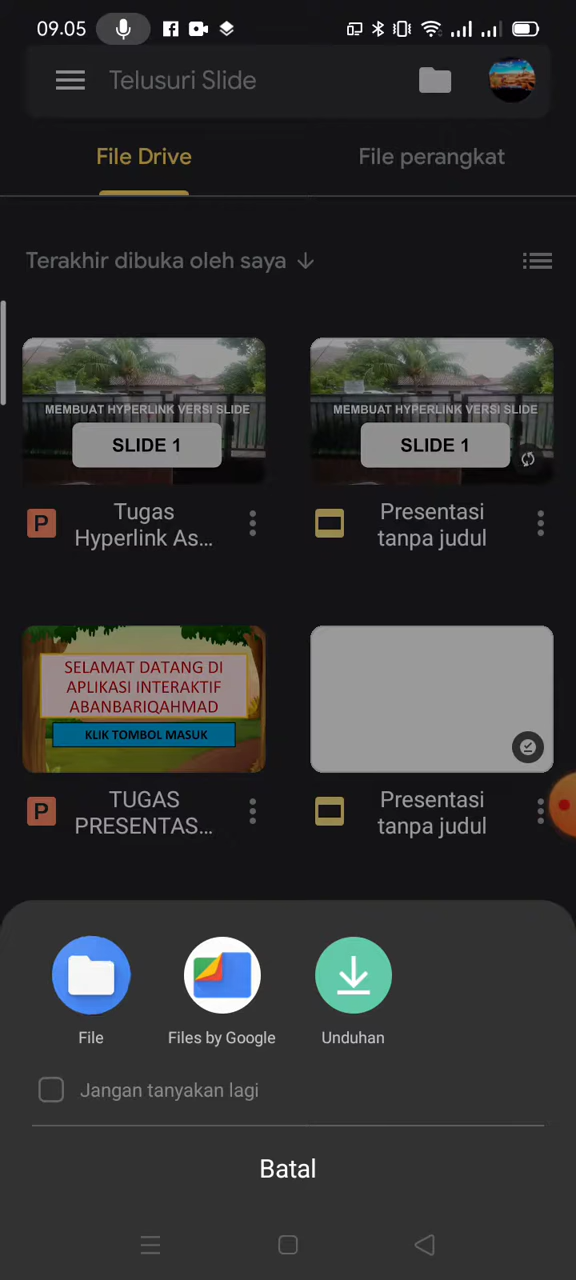 09.05
Telusuri Slide
File Drive
File perangkat
Terakhir dibuka oleh saya
MEMBUAT HYPERLINK VERSI SLIDE
SLIDE 1
MEMBUAT HYPERLINK VERSI SLIDE
SLIDE 1
P
Tugas
Hyperlink As...
Presentasi
tanpa judul
SELAMAT DATANG DI
APLIKASI INTERAKTIF
ABANBARIQAHMAD
KLIK TOMBOL MASUK
P
TUGAS
PRESENTAS...
Presentasi
tanpa judul
File
Files by Google
Unduhan
Jangan tanyakan lagi
Batal